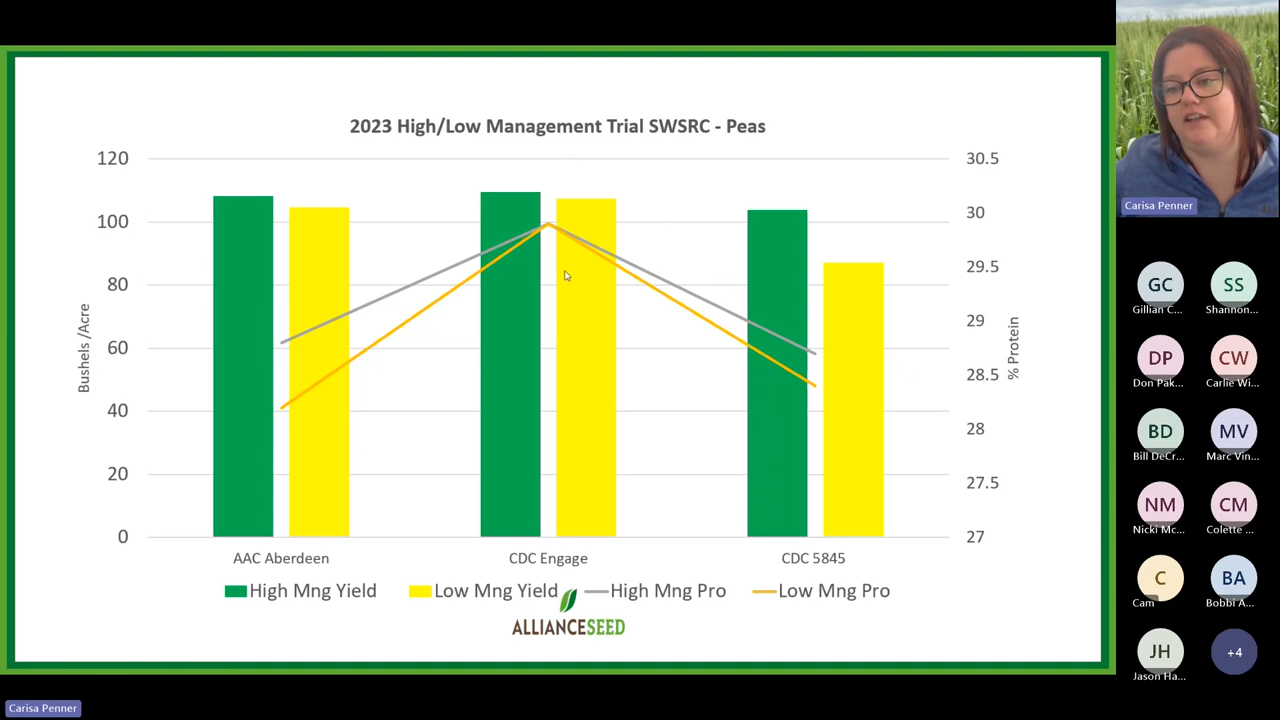 2023 High/Low Management Trial SWSRC - Peas
120
100
80
60
40
20
0
Bushels /Acre
30.5
30
29.5
29
28.5
28
27.5
27
% Protein
AAC Aberdeen
CDC Engage
CDC 5845
High Mng Yield
Low Mng Yield
High Mng Pro
Low Mng Pro
ALLIANCESEED
Carisa Penner
Carisa Penner
GC
Gillian C...
SS
Shannon...
DP
Don Pak...
CW
Carlie Wi...
BD
Bill DeCr...
MV
Marc Vin...
NM
Nicki Mc...
CM
Colette ...
C
Cam
BA
Bobbi A...
JH
Jason Ha...
+4